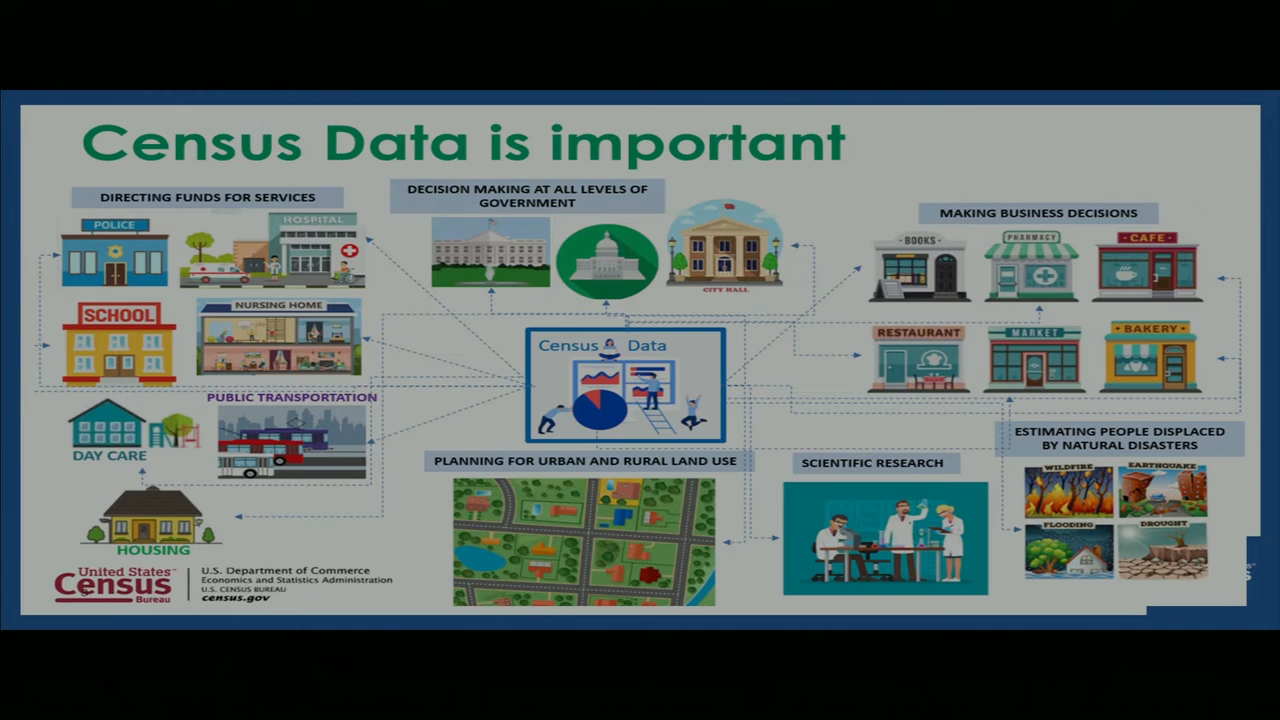 Census Data is important
DIRECTING FUNDS FOR SERVICES
POLICE
HOSPITAL
SCHOOL
NURSING HOME
PUBLIC TRANSPORTATION
DAY CARE
HOUSING
DECISION MAKING AT ALL LEVELS OF
GOVERNMENT
CITY HALL
MAKING BUSINESS DECISIONS
BOOKS
PHARMACY
CAFE
RESTAURANT
MARKET
BAKERY
Census Data
PLANNING FOR URBAN AND RURAL LAND USE
SCIENTIFIC RESEARCH
ESTIMATING PEOPLE DISPLACED
BY NATURAL DISASTERS
WILDFIRE
EARTHQUAKE
FLOODING
DROUGHT
United States™
Census
Bureau
U.S. Department of Commerce
Economics and Statistics Administration
U.S. CENSUS BUREAU
census.gov